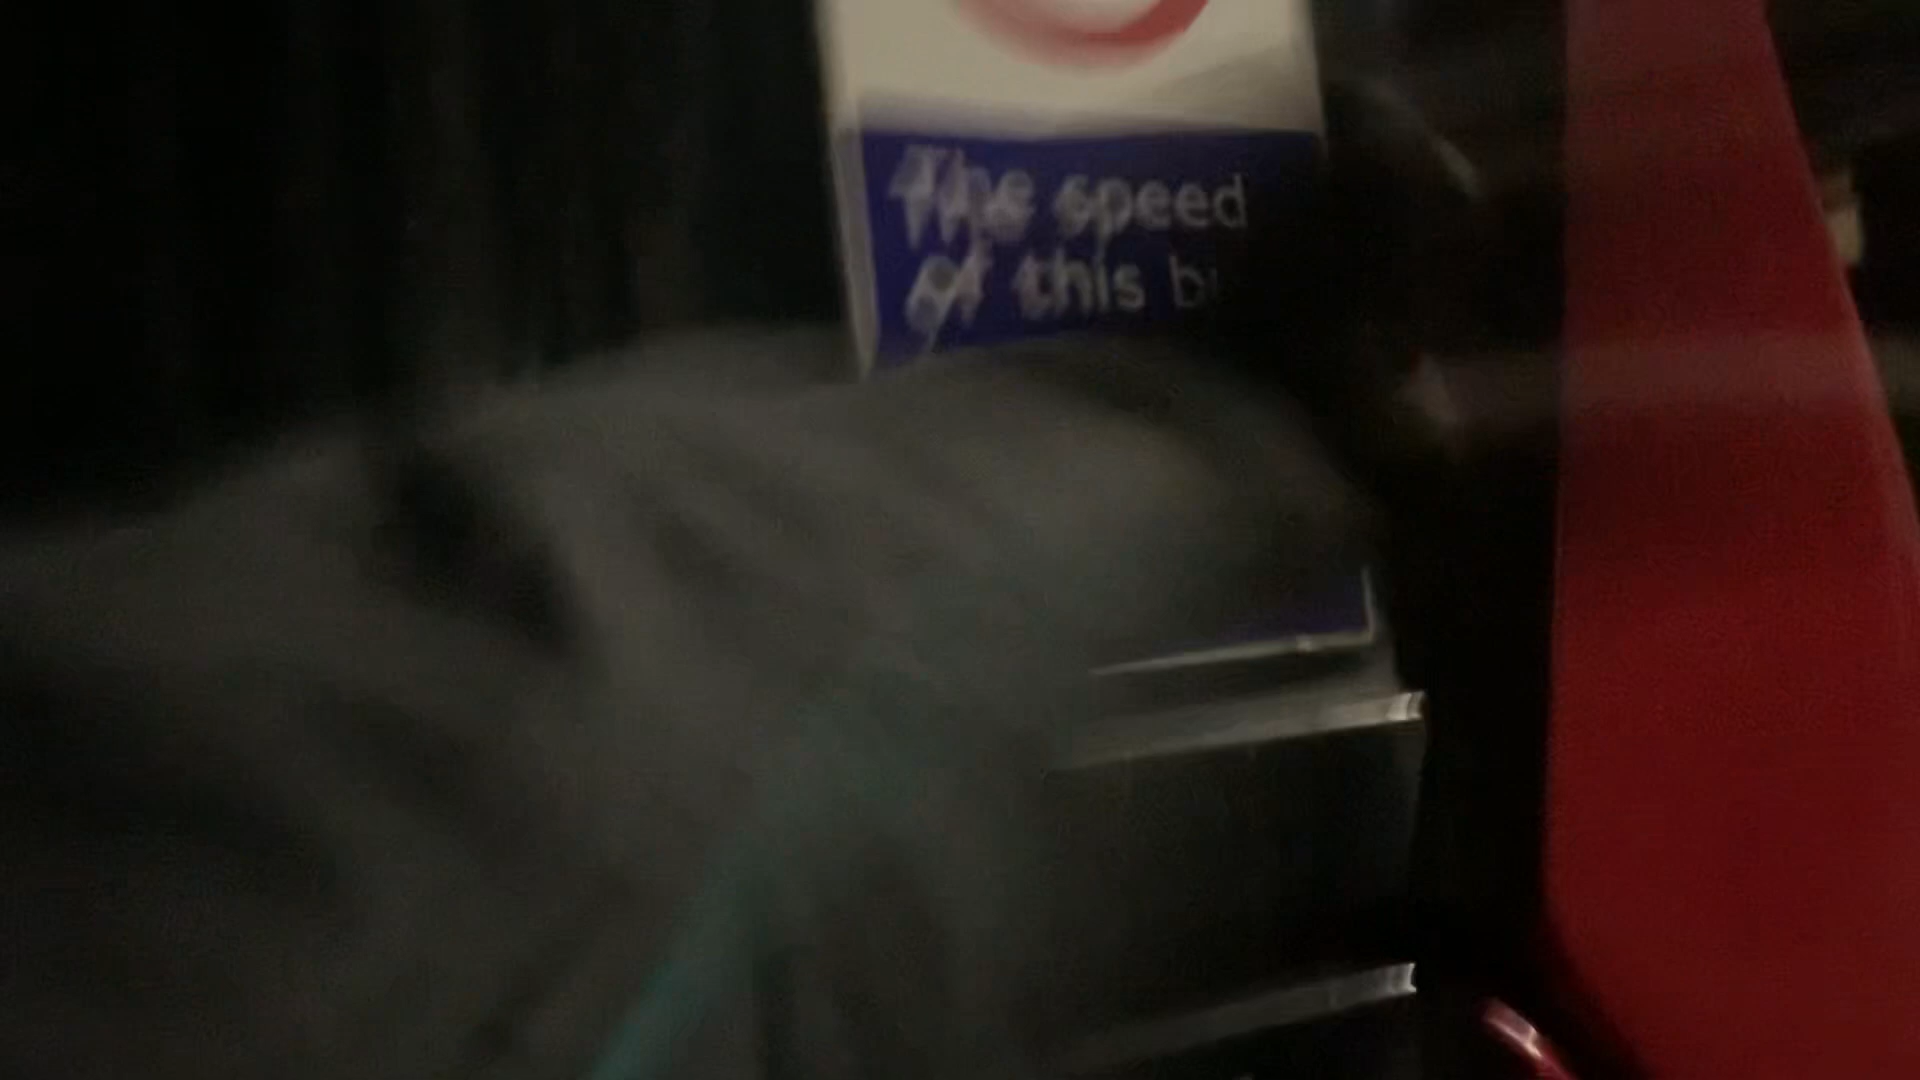 The speed
of this